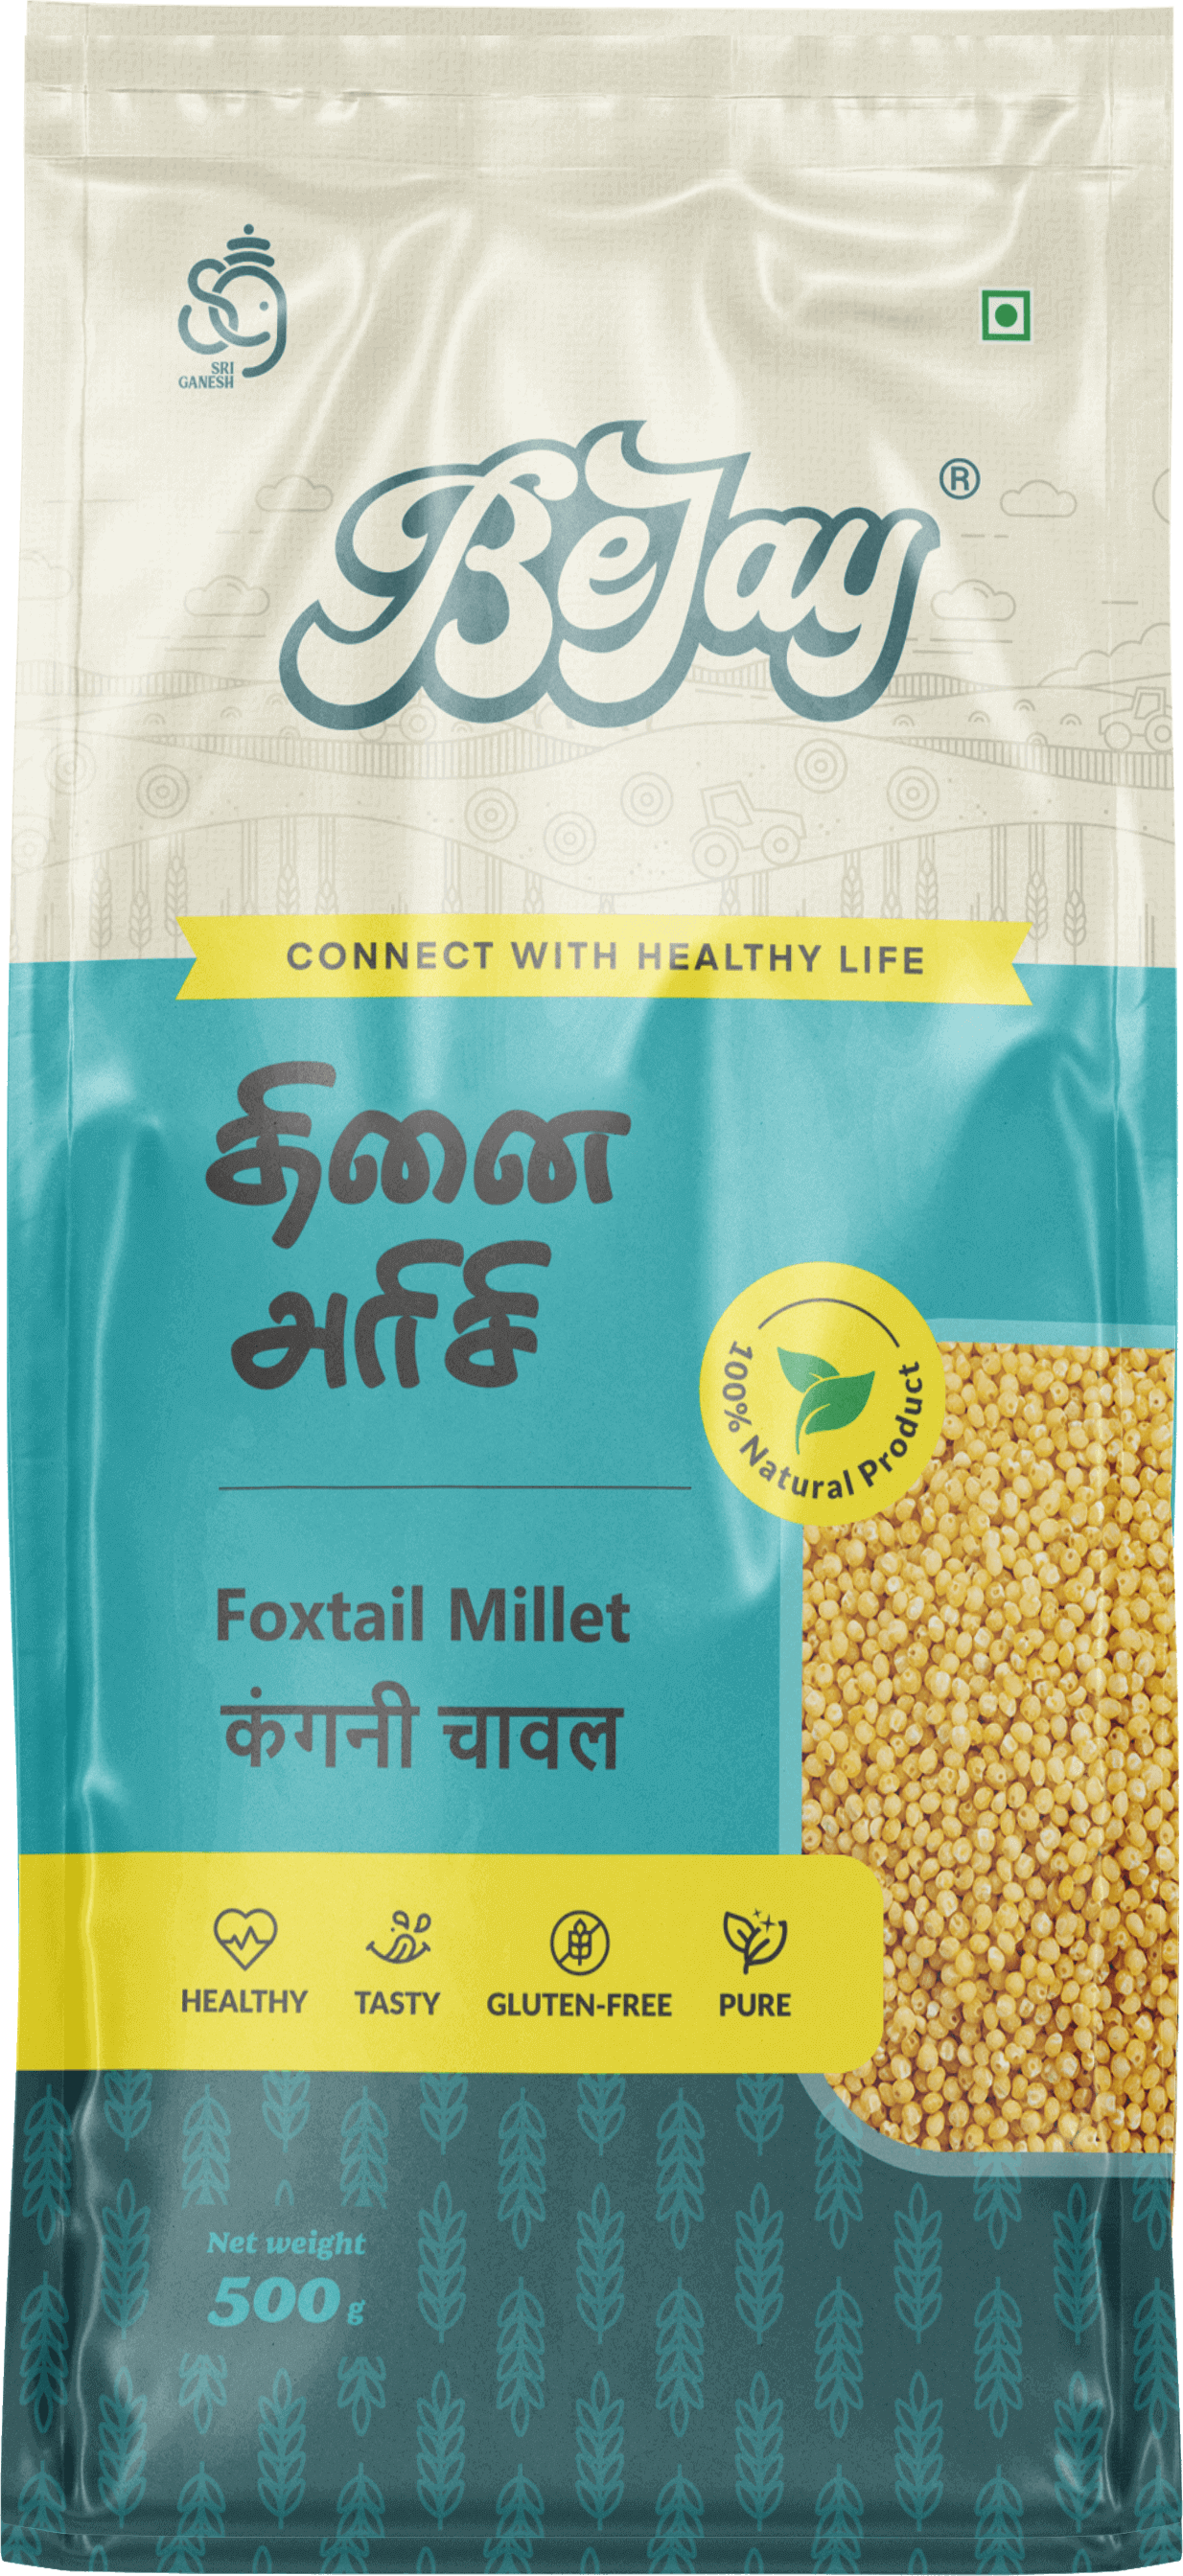 SRI
GANESH
BeJay ®
CONNECT WITH HEALTHY LIFE
தினை
அரிசி
100% Natural Product
Foxtail Millet
कंगनी चावल
HEALTHY TASTY GLUTEN-FREE PURE
Net weight
500 g